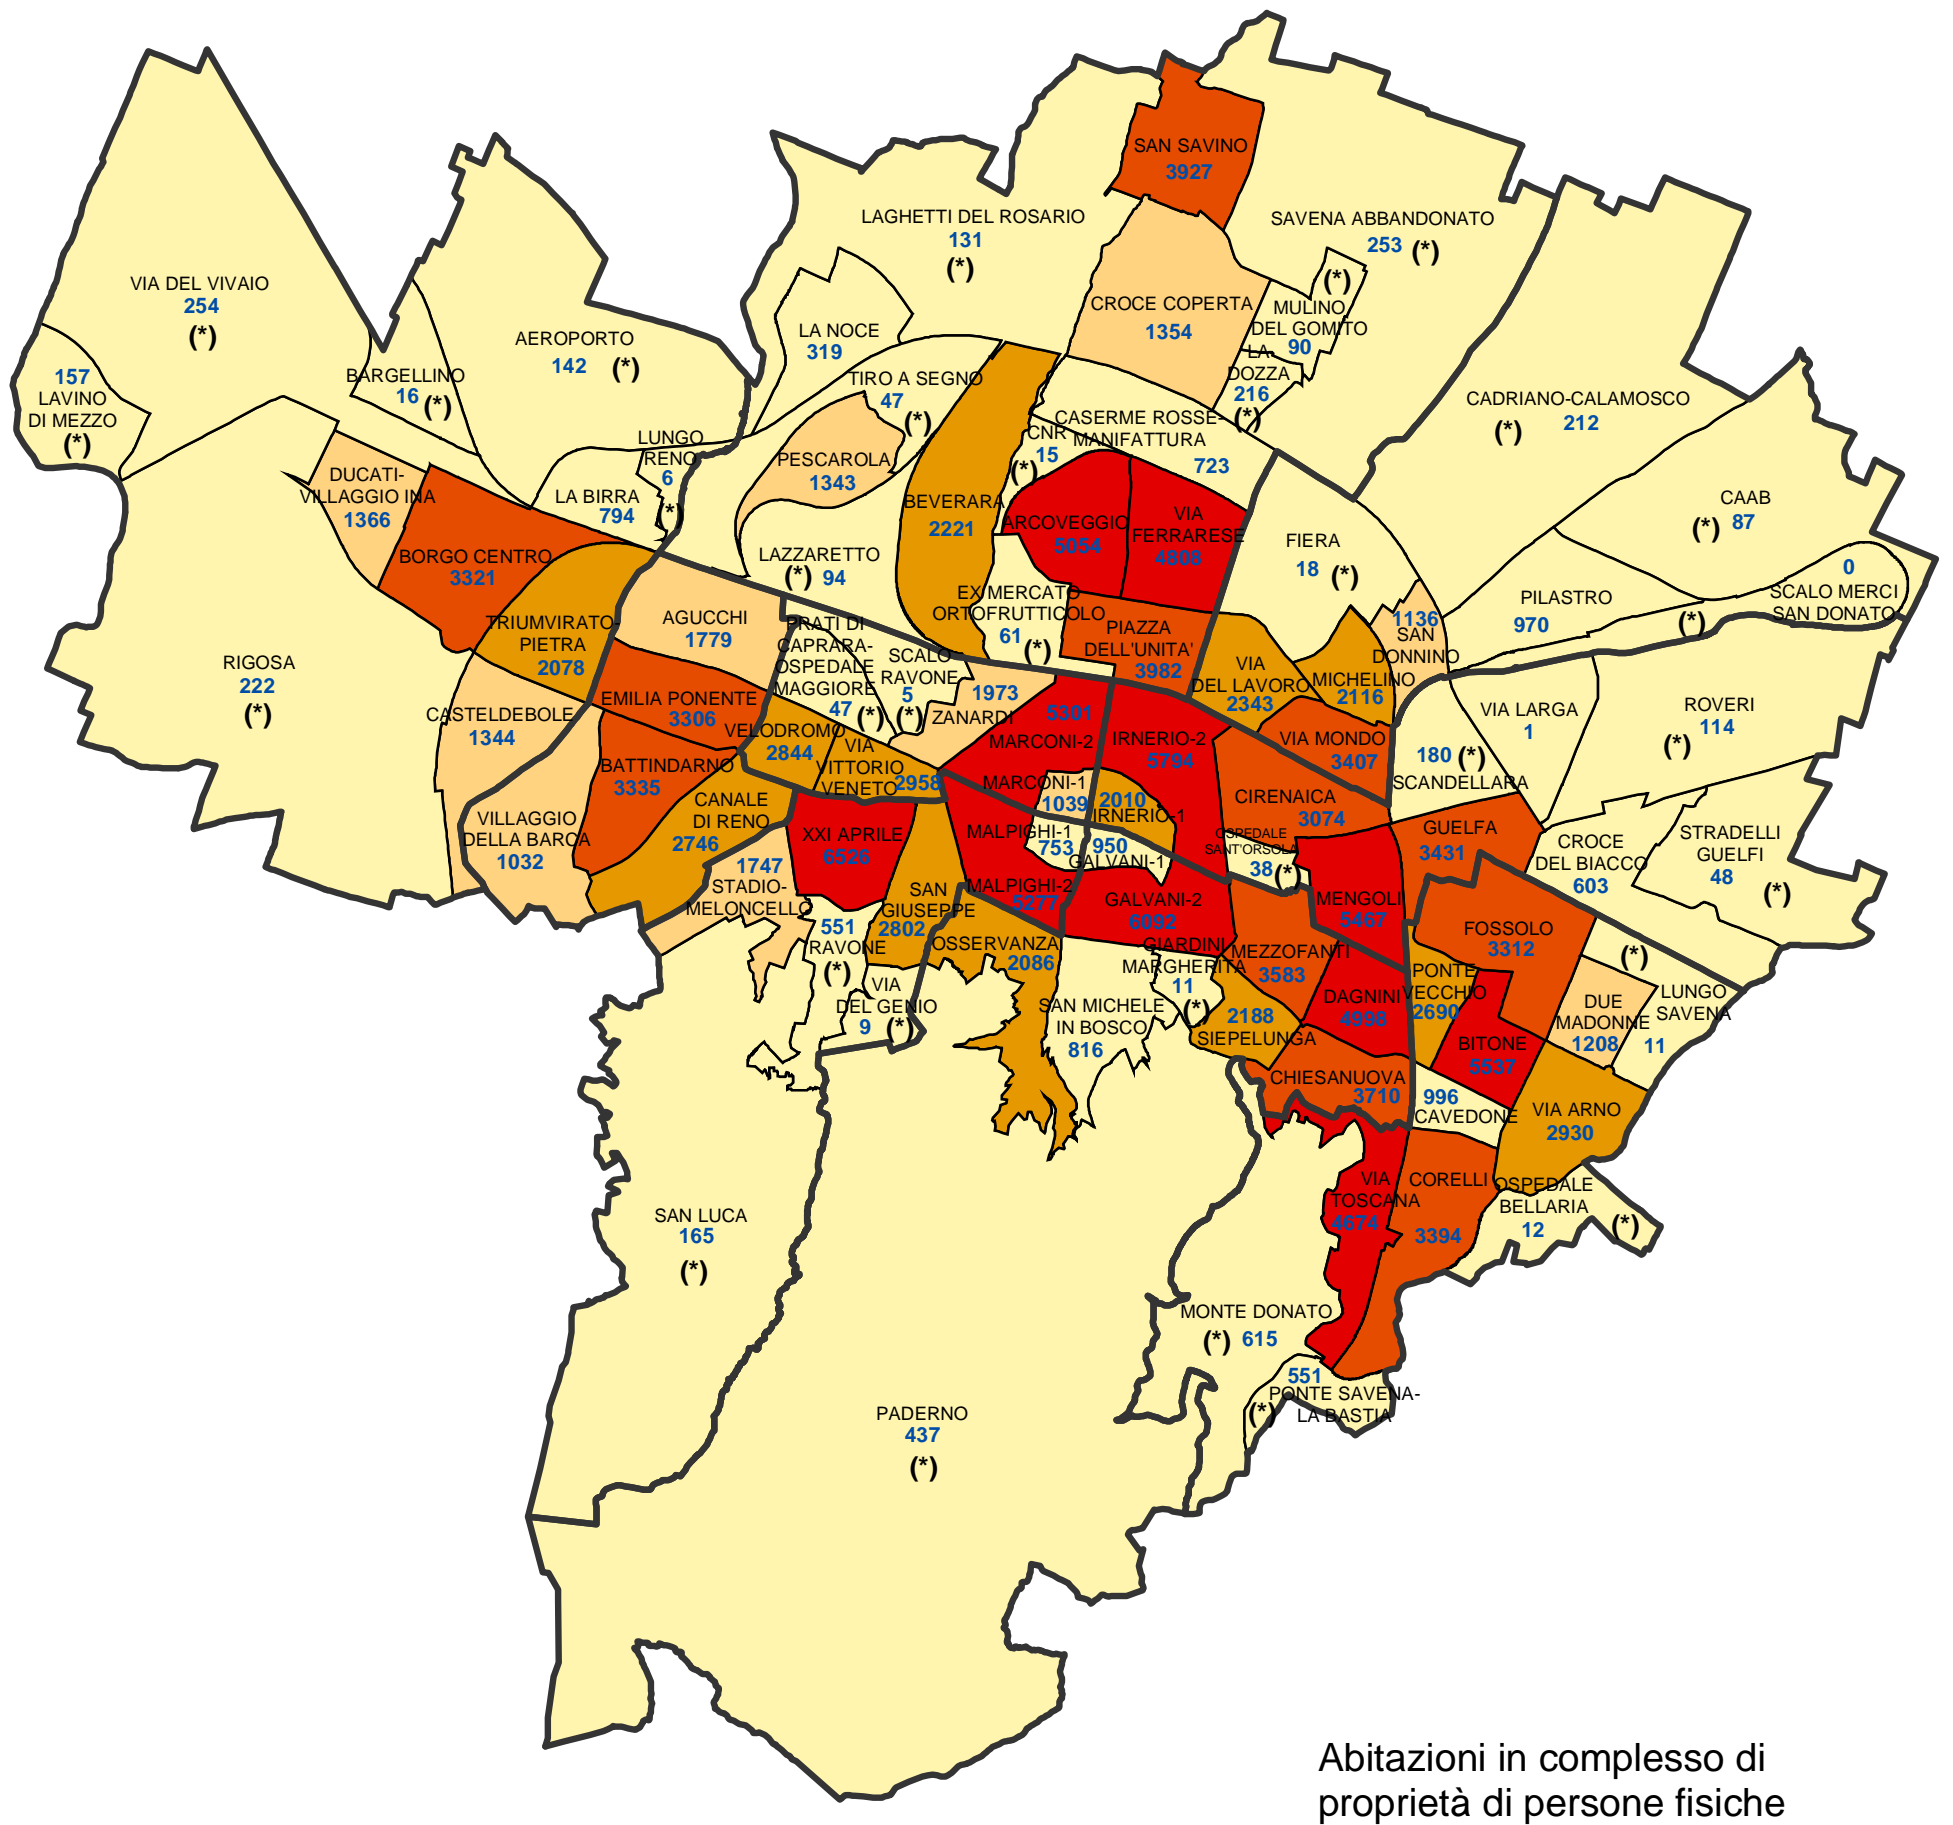 SAN SAVINO
3927
LAGHETTI DEL ROSARIO
131
(*)
SAVENA ABBANDONATO
253 (*)
VIA DEL VIVAIO
254
(*)
(*)
MULINO
DEL GOMITO
90
CROCE COPERTA
1354
LA NOCE
319
AEROPORTO
142 (*)
LA-
DOZZA
216
(*)
BARGELLINO
16 (*)
TIRO A SEGNO
47
(*)
157
LAVINO
DI MEZZO
(*)
CADRIANO-CALAMOSCO
(*) 212
CASERME ROSSE-
MANIFATTURA
723
CNR
15
(*)
LUNGO
RENO
6
(*)
PESCAROLA
1343
DUCATI-
VILLAGGIO INA
1366
LA BIRRA
794
BEVERARA
2221
CAAB
(*) 87
ARCOVEGGIO
5054
VIA
FERRARESE
4808
FIERA
18 (*)
BORGO CENTRO
3321
LAZZARETTO
(*) 94
0
SCALO MERCI
SAN DONATO
EX MERCATO
ORTOFRUTTICOLO
61 (*)
PILASTRO
970
(*)
AGUCCHI
1779
TRIUMVIRATO-
PIETRA
2078
PRATI DI
CAPRARA-
OSPEDALE
MAGGIORE
47 (*)
SCALO
RAVONE
5
(*)
PIAZZA
DELL'UNITA'
3982
1136
SAN
DONNINO
RIGOSA
222
(*)
VIA
DEL LAVORO
2343
MICHELINO
2116
1973
ZANARDI
EMILIA PONENTE
3306
VIA LARGA
1
ROVERI
(*) 114
CASTELDEBOLE
1344
5301
MARCONI-2
IRNERIO-2
5794
VELODROMO
2844
VIA
VITTORIO
VENETO
2958
VIA MONDO
3407
180 (*)
SCANDELLARA
BATTINDARNO
3335
MARCONI-1
1039
2010
IRNERIO-1
CIRENAICA
3074
CANALE
DI RENO
2746
VILLAGGIO
DELLA BARCA
1032
XXI APRILE
6526
MALPIGHI-1
753
950
GALVANI-1
OSPEDALE
SANT'ORSOLA
38 (*)
GUELFA
3431
CROCE
DEL BIACCO
603
STRADELLI
GUELFI
48
(*)
1747
STADIO-
MELONCELLO
SAN
GIUSEPPE
2802
MALPIGHI-2
5277
GALVANI-2
6092
MENGOLI
5467
551
RAVONE
(*)
OSSERVANZA
2086
GIARDINI
MARGHERITA
11
(*)
MEZZOFANTI
3583
FOSSOLO
3312
(*)
VIA
DEL GENIO
9 (*)
SAN MICHELE
IN BOSCO
816
DAGNINI
4998
PONTE
VECCHIO
2690
DUE
MADONNE
1208
LUNGO
SAVENA
11
2188
SIEPELUNGA
BITONE
5537
CHIESANUOVA
3710
996
CAVEDONE
VIA ARNO
2930
VIA
TOSCANA
4674
CORELLI
3394
OSPEDALE
BELLARIA
12 (*)
SAN LUCA
165
(*)
MONTE DONATO
(*) 615
551
PONTE SAVENA-
LA BASTIA
(*)
PADERNO
437
(*)
Abitazioni in complesso di
proprietà di persone fisiche